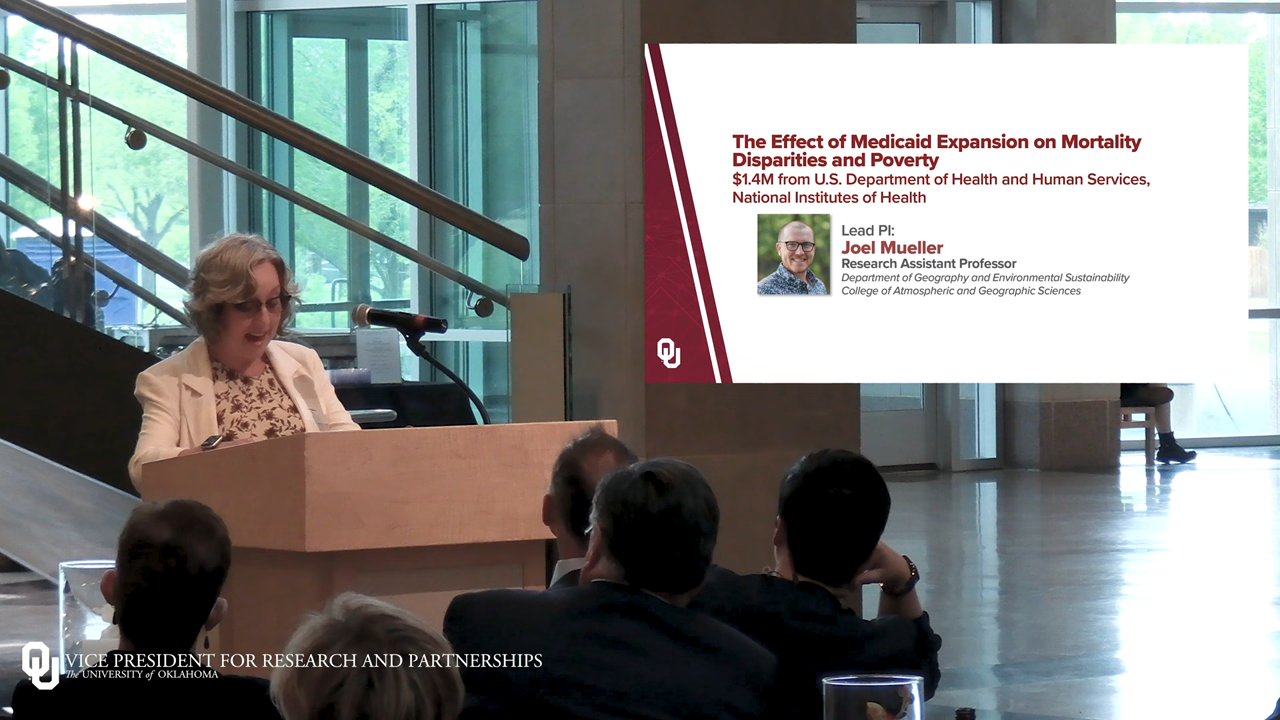 The Effect of Medicaid Expansion on Mortality
Disparities and Poverty
$1.4M from U.S. Department of Health and Human Services,
National Institutes of Health
Lead PI:
Joel Mueller
Research Assistant Professor
Department of Geography and Environmental Sustainability
College of Atmospheric and Geographic Sciences
OU
OU
VICE PRESIDENT FOR RESEARCH AND PARTNERSHIPS
The UNIVERSITY of OKLAHOMA